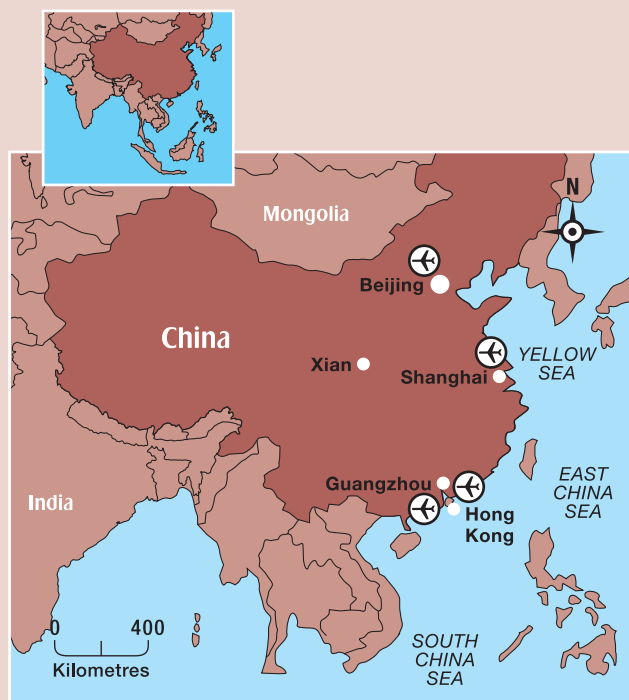 N
Mongolia
Beijing
China
Xian
YELLOW
SEA
Shanghai
Guangzhou
EAST
CHINA
SEA
India
Hong
Kong
0 400
Kilometres
SOUTH
CHINA
SEA